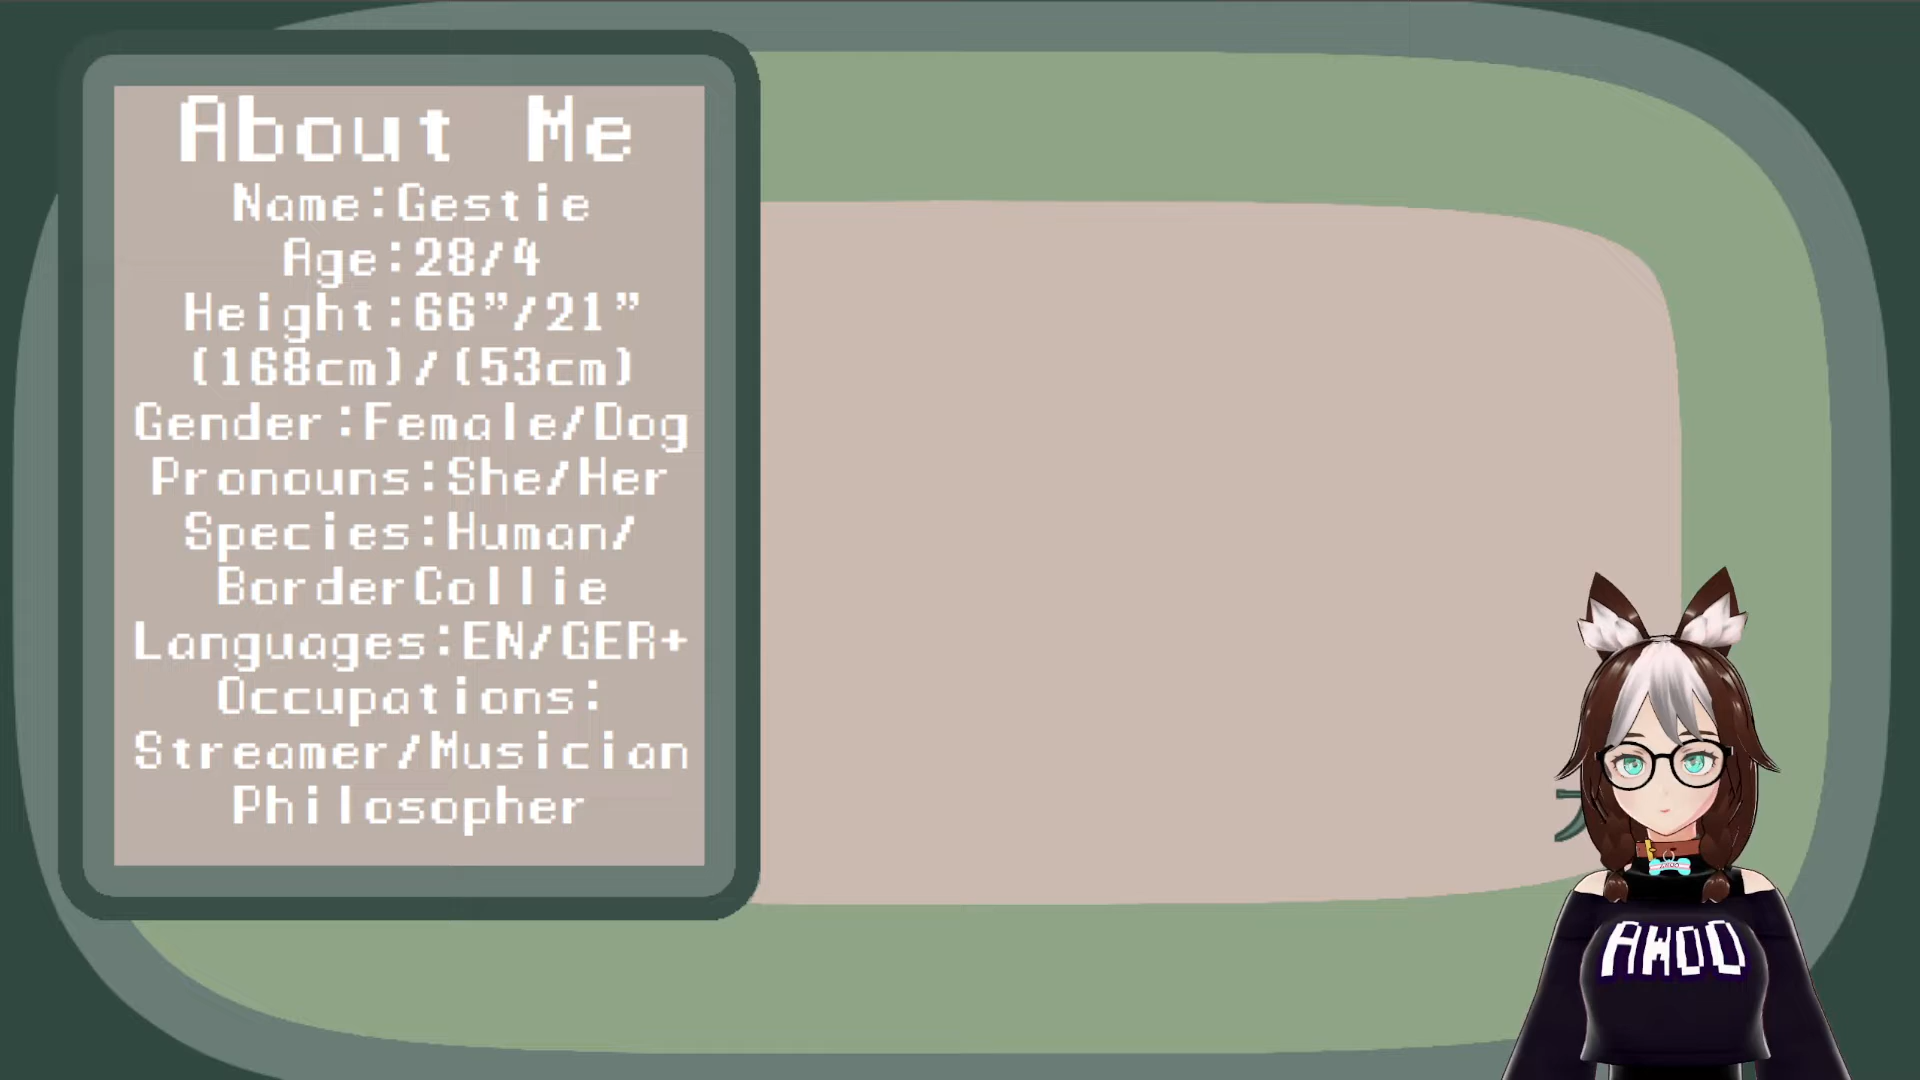 About Me
Name:Gestie
Age:28/4
Height:66”/21”
(168cm)/(53cm)
Gender:Female/Dog
Pronouns:She/Her
Species:Human/
BorderCollie
Languages:EN/GER+
Occupations:
Streamer/Musician
Philosopher
AWOO